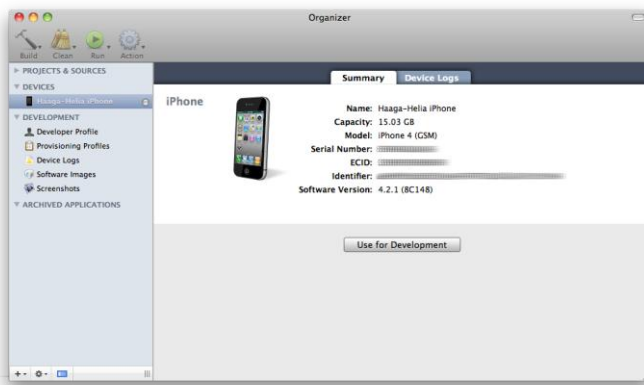 Organizer
Build Clean Run Action
PROJECTS & SOURCES
DEVICES
Haaga-Helia iPhone
DEVELOPMENT
Developer Profile
Provisioning Profiles
Device Logs
Software Images
Screenshots
ARCHIVED APPLICATIONS
Summary Device Logs
iPhone
Name: Haaga-Helia iPhone
Capacity: 15.03 GB
Model: iPhone 4 (GSM)
Serial Number:
ECID:
Identifier:
Software Version: 4.2.1 (8C148)
Use for Development